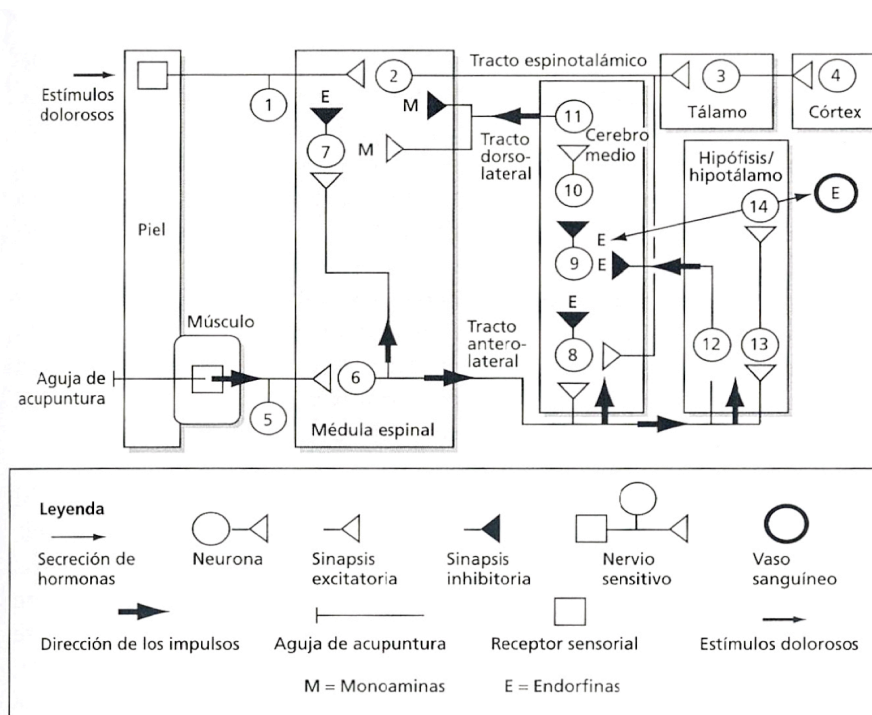 Tracto espinotalámico
Estímulos
dolorosos
1
2
3
4
Tálamo
Córtex
E
M
7
M
11
Tracto
dorso-
lateral
Cerebro
medio
10
Hipófisis/
hipotálamo
14
E
Piel
E
9
E
E
Músculo
Tracto
antero-
lateral
8
12
13
Aguja de
acupuntura
5
6
Médula espinal
Leyenda
Secreción de
hormonas
Neurona
Sinapsis
excitatoria
Sinapsis
inhibitoria
Nervio
sensitivo
Vaso
sanguíneo
Dirección de los impulsos
Aguja de acupuntura
Receptor sensorial
Estímulos dolorosos
M = Monoaminas
E = Endorfinas